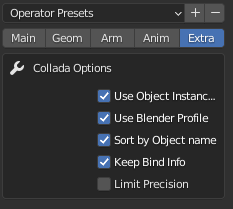 Operator Presets
Main Geom Arm Anim Extra
Collada Options
Use Object Instanc...
Use Blender Profile
Sort by Object name
Keep Bind Info
Limit Precision